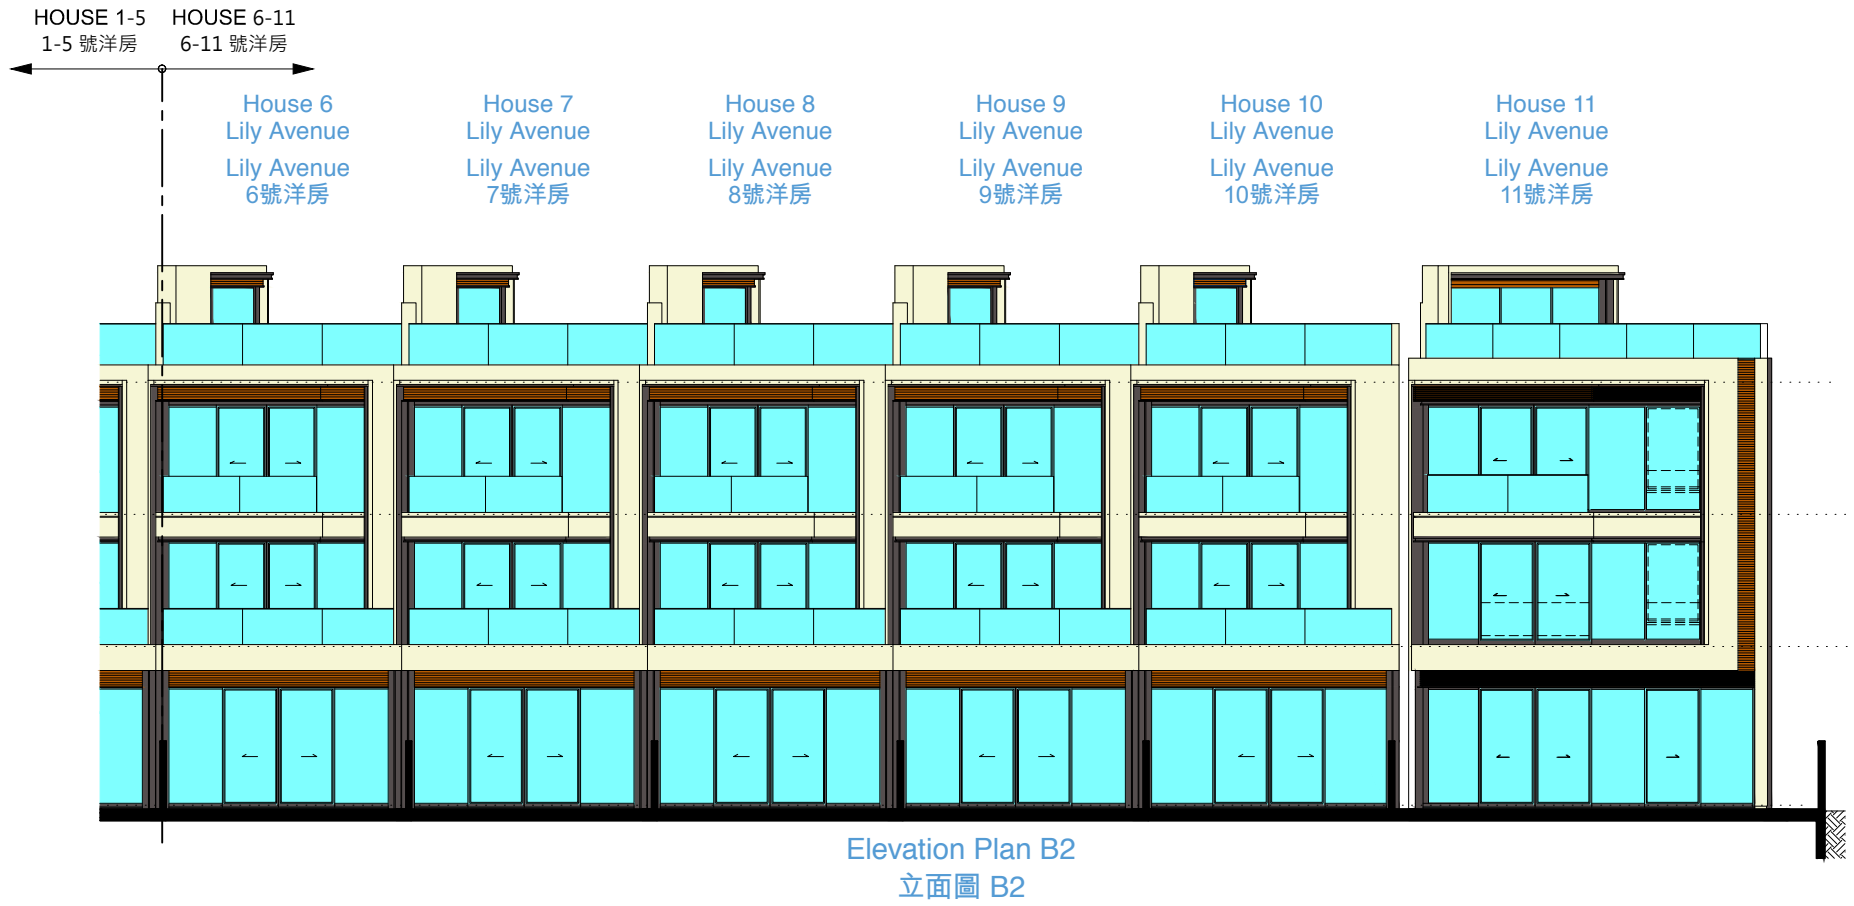 HOUSE 1-5
1-5 號洋房
HOUSE 6-11
6-11 號洋房
House 6
Lily Avenue
Lily Avenue
6號洋房
House 7
Lily Avenue
Lily Avenue
7號洋房
House 8
Lily Avenue
Lily Avenue
8號洋房
House 9
Lily Avenue
Lily Avenue
9號洋房
House 10
Lily Avenue
Lily Avenue
10號洋房
House 11
Lily Avenue
Lily Avenue
11號洋房
Elevation Plan B2
立面圖 B2